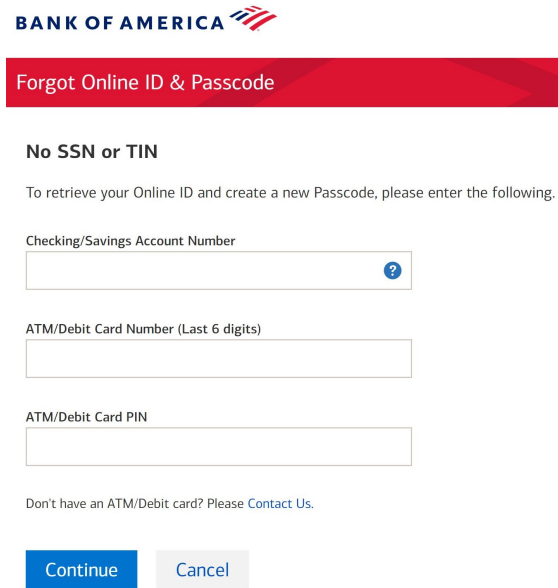 BANK OF AMERICA
Forgot Online ID & Passcode
No SSN or TIN
To retrieve your Online ID and create a new Passcode, please enter the following.
Checking/Savings Account Number
?
ATM/Debit Card Number (Last 6 digits)
ATM/Debit Card PIN
Don't have an ATM/Debit card? Please Contact Us.
Continue Cancel